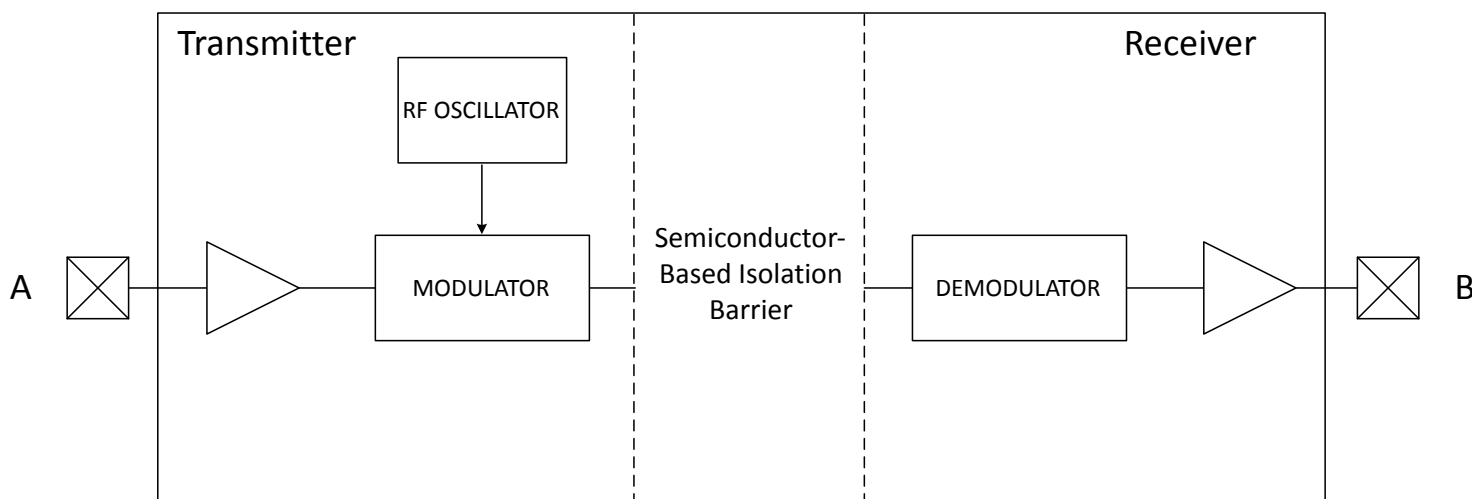 Transmitter
Receiver
RF OSCILLATOR
A
MODULATOR
Semiconductor-
Based Isolation
Barrier
DEMODULATOR
B